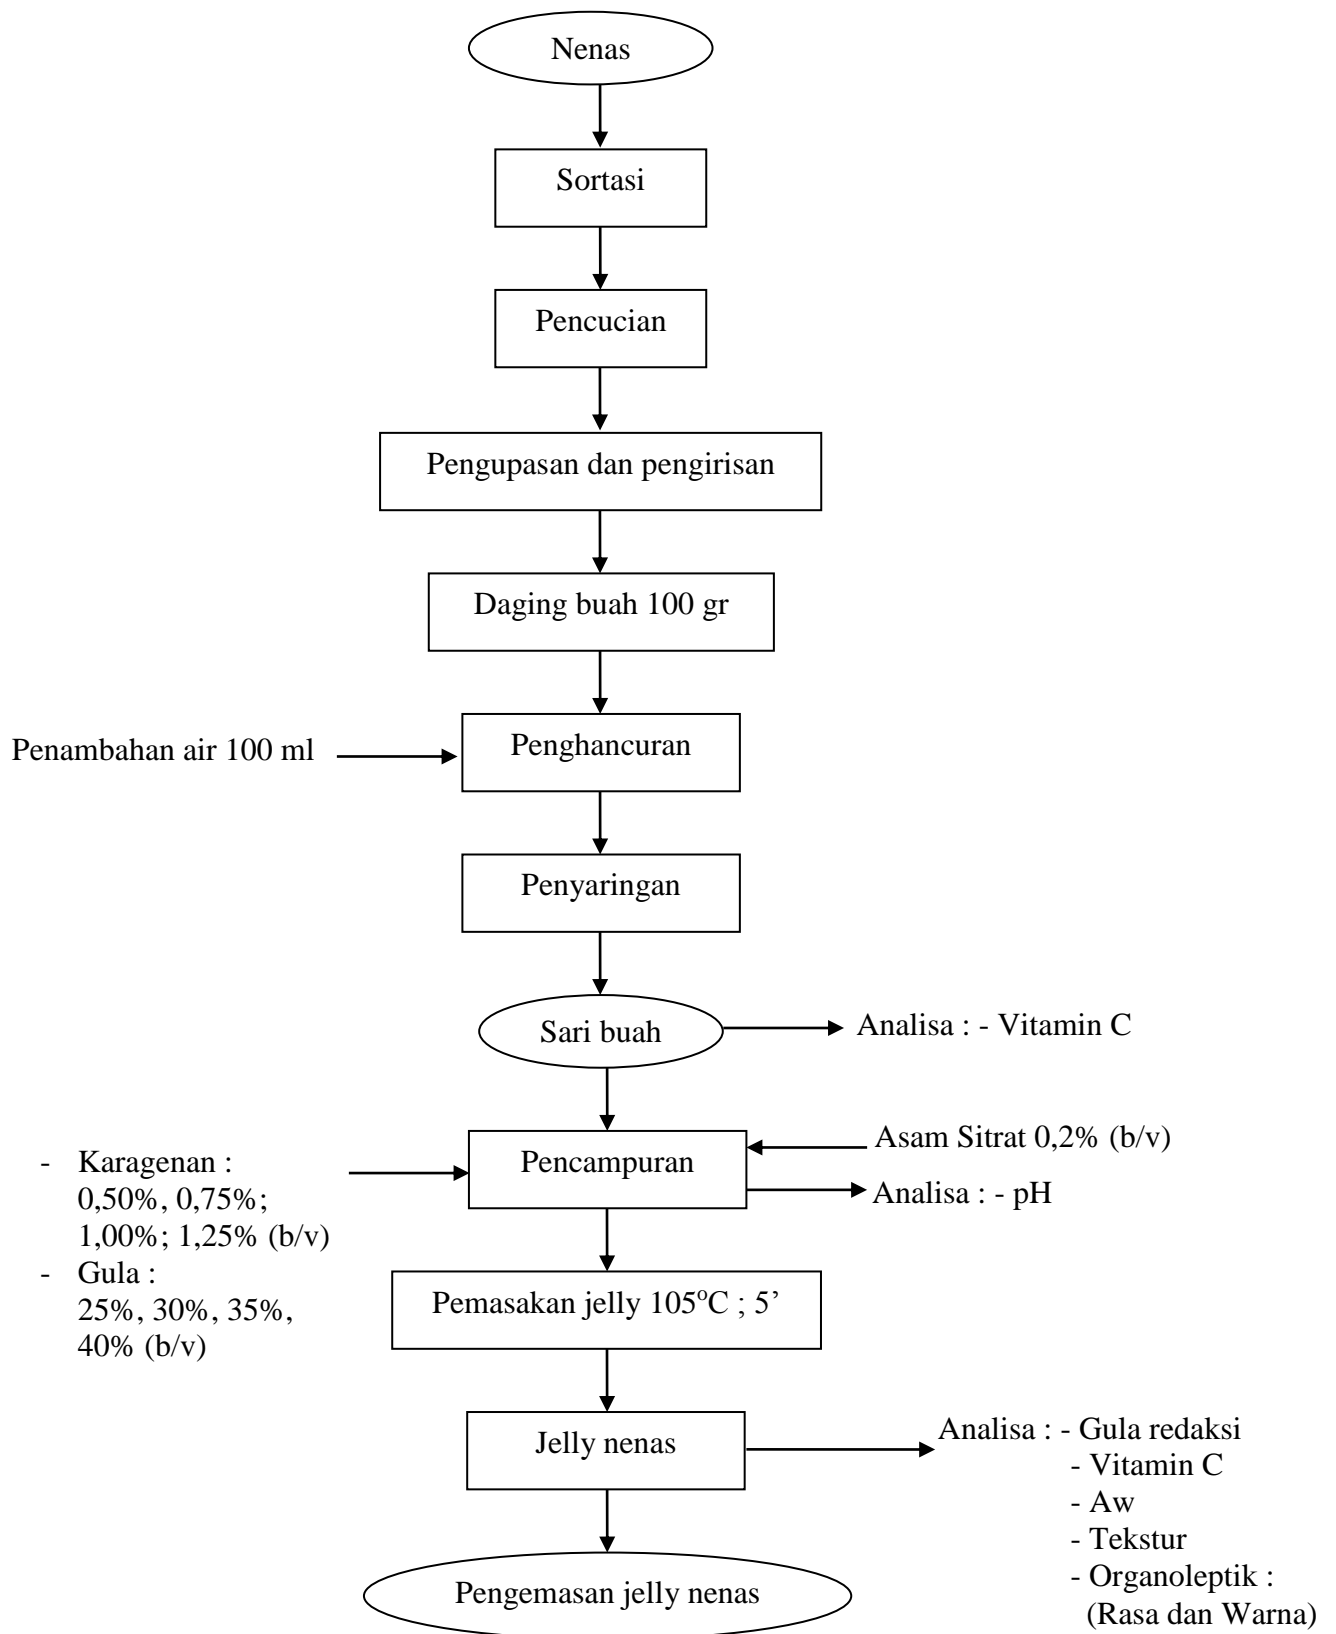 Nenas
Sortasi
Pencucian
Pengupasan dan pengirisan
Daging buah 100 gr
Penambahan air 100 ml
Penghancuran
Penyaringan
Sari buah
Analisa : - Vitamin C
- Karagenan :
0,50%, 0,75%;
1,00%; 1,25% (b/v)
- Gula :
25%, 30%, 35%,
40% (b/v)
Pencampuran
Asam Sitrat 0,2% (b/v)
Analisa : - pH
Pemasakan jelly 105°C ; 5’
Jelly nenas
Analisa : - Gula redaksi
- Vitamin C
- Aw
- Tekstur
- Organoleptik :
(Rasa dan Warna)
Pengemasan jelly nenas